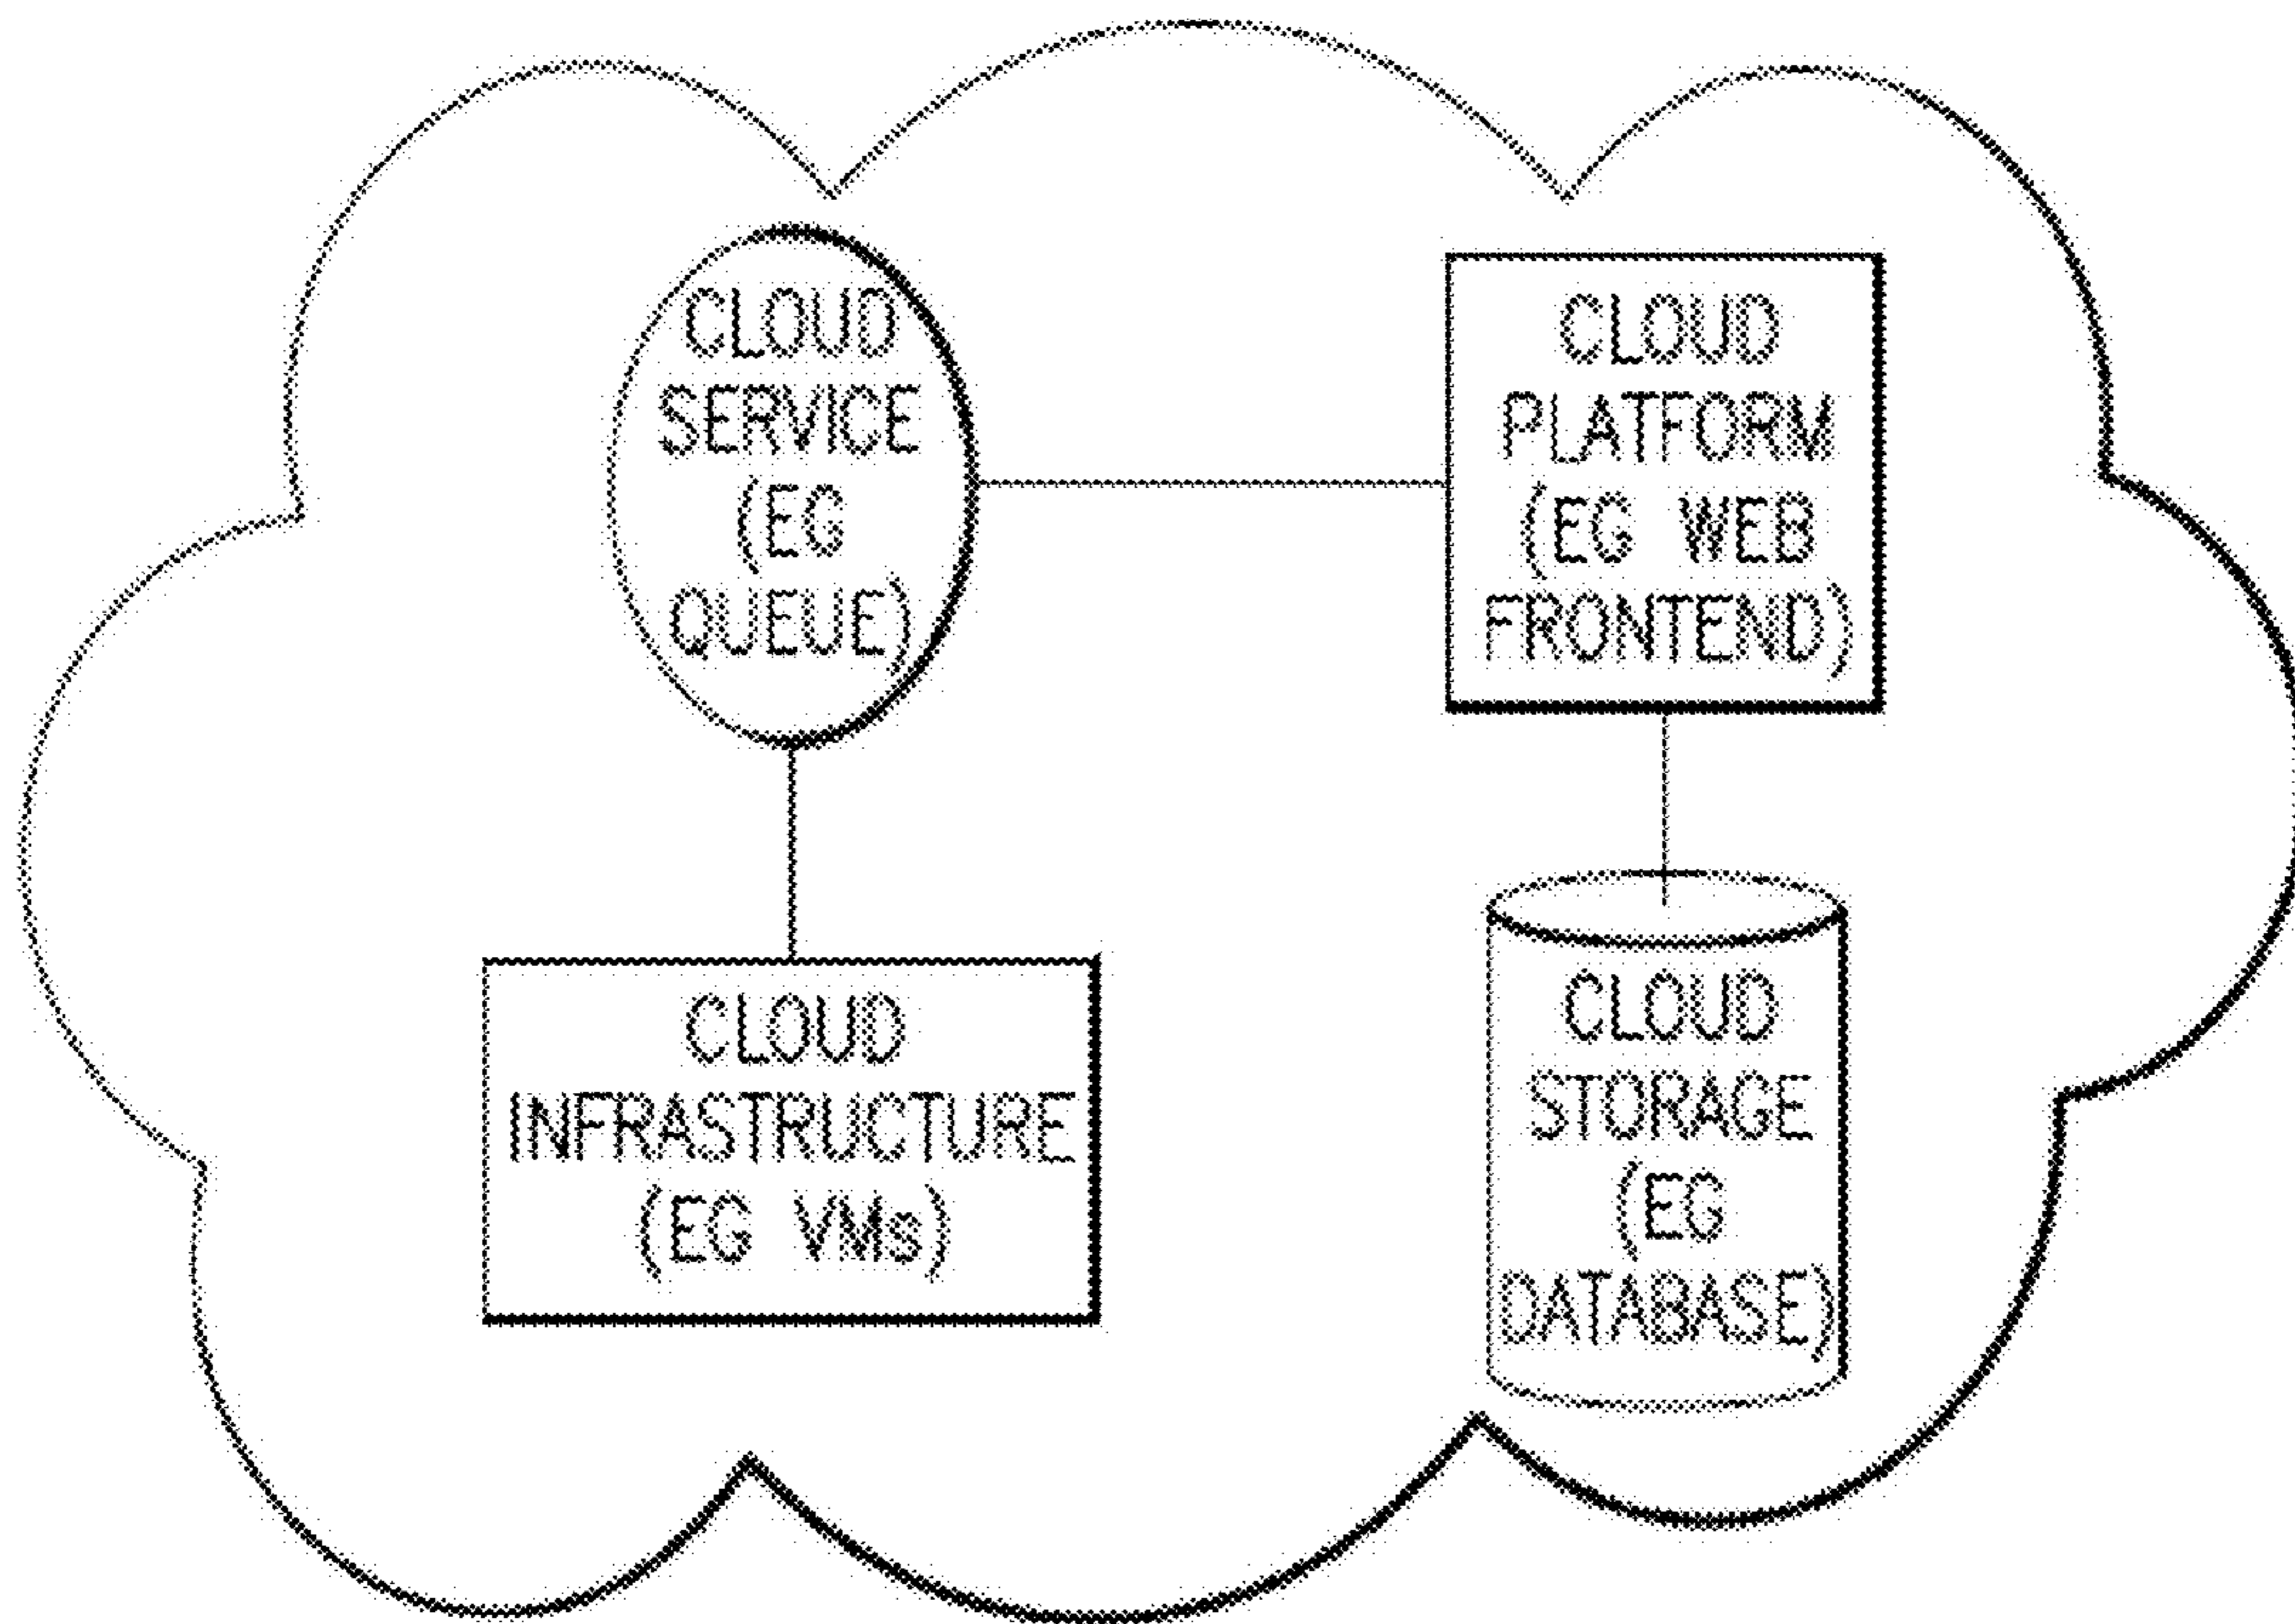 CLOUD
SERVICE
(EG
QUEUE)
CLOUD
PLATFORM
(EG WEB
FRONTEND)
CLOUD
INFRASTRUCTURE
(EG VMs)
CLOUD
STORAGE
(EG
DATABASE)